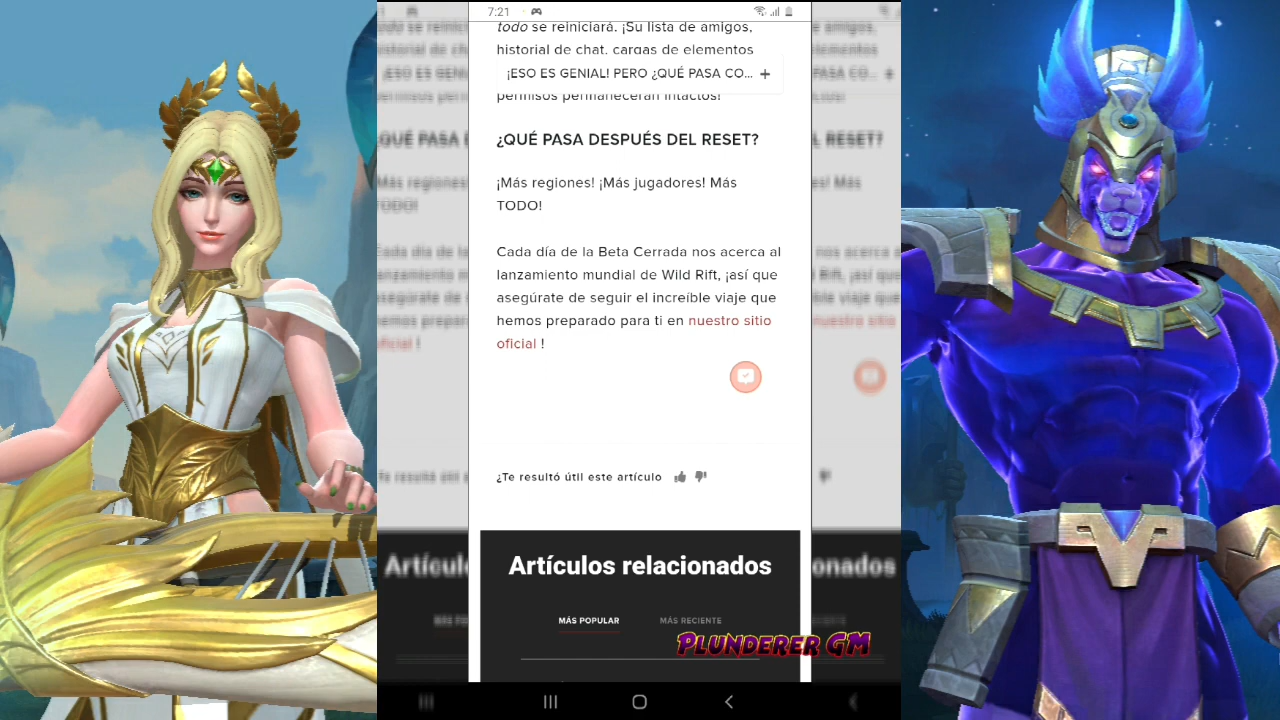 7:21
todo se reiniciará. ¡Su lista de amigos,
historial de chat, cargas de elementos
¡ESO ES GENIAL! PERO ¿QUÉ PASA CO... +
permisos permanecerán intactos!
¿QUÉ PASA DESPUÉS DEL RESET?
¡Más regiones! ¡Más jugadores! Más
TODO!
Cada día de la Beta Cerrada nos acerca al
lanzamiento mundial de Wild Rift, ¡así que
asegúrate de seguir el increíble viaje que
hemos preparado para ti en nuestro sitio
oficial !
¿Te resultó útil este artículo
Artículos relacionados
MÁS POPULAR
MÁS RECIENTE
PLUNDERER GM